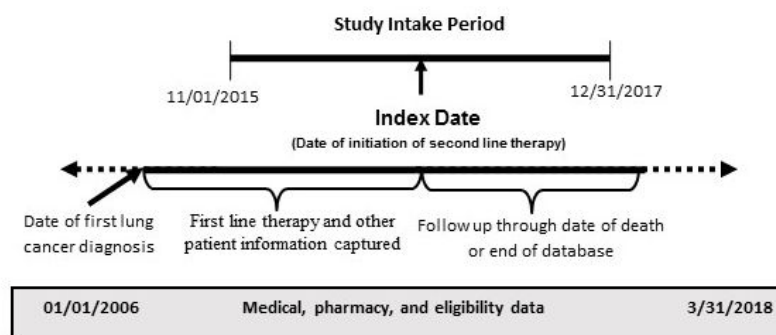 Study Intake Period
11/01/2015
12/31/2017
Index Date
(Date of initiation of second line therapy)
Date of first lung
cancer diagnosis
First line therapy and other
patient information captured
Follow up through date of death
or end of database
01/01/2006 Medical, pharmacy, and eligibility data 3/31/2018